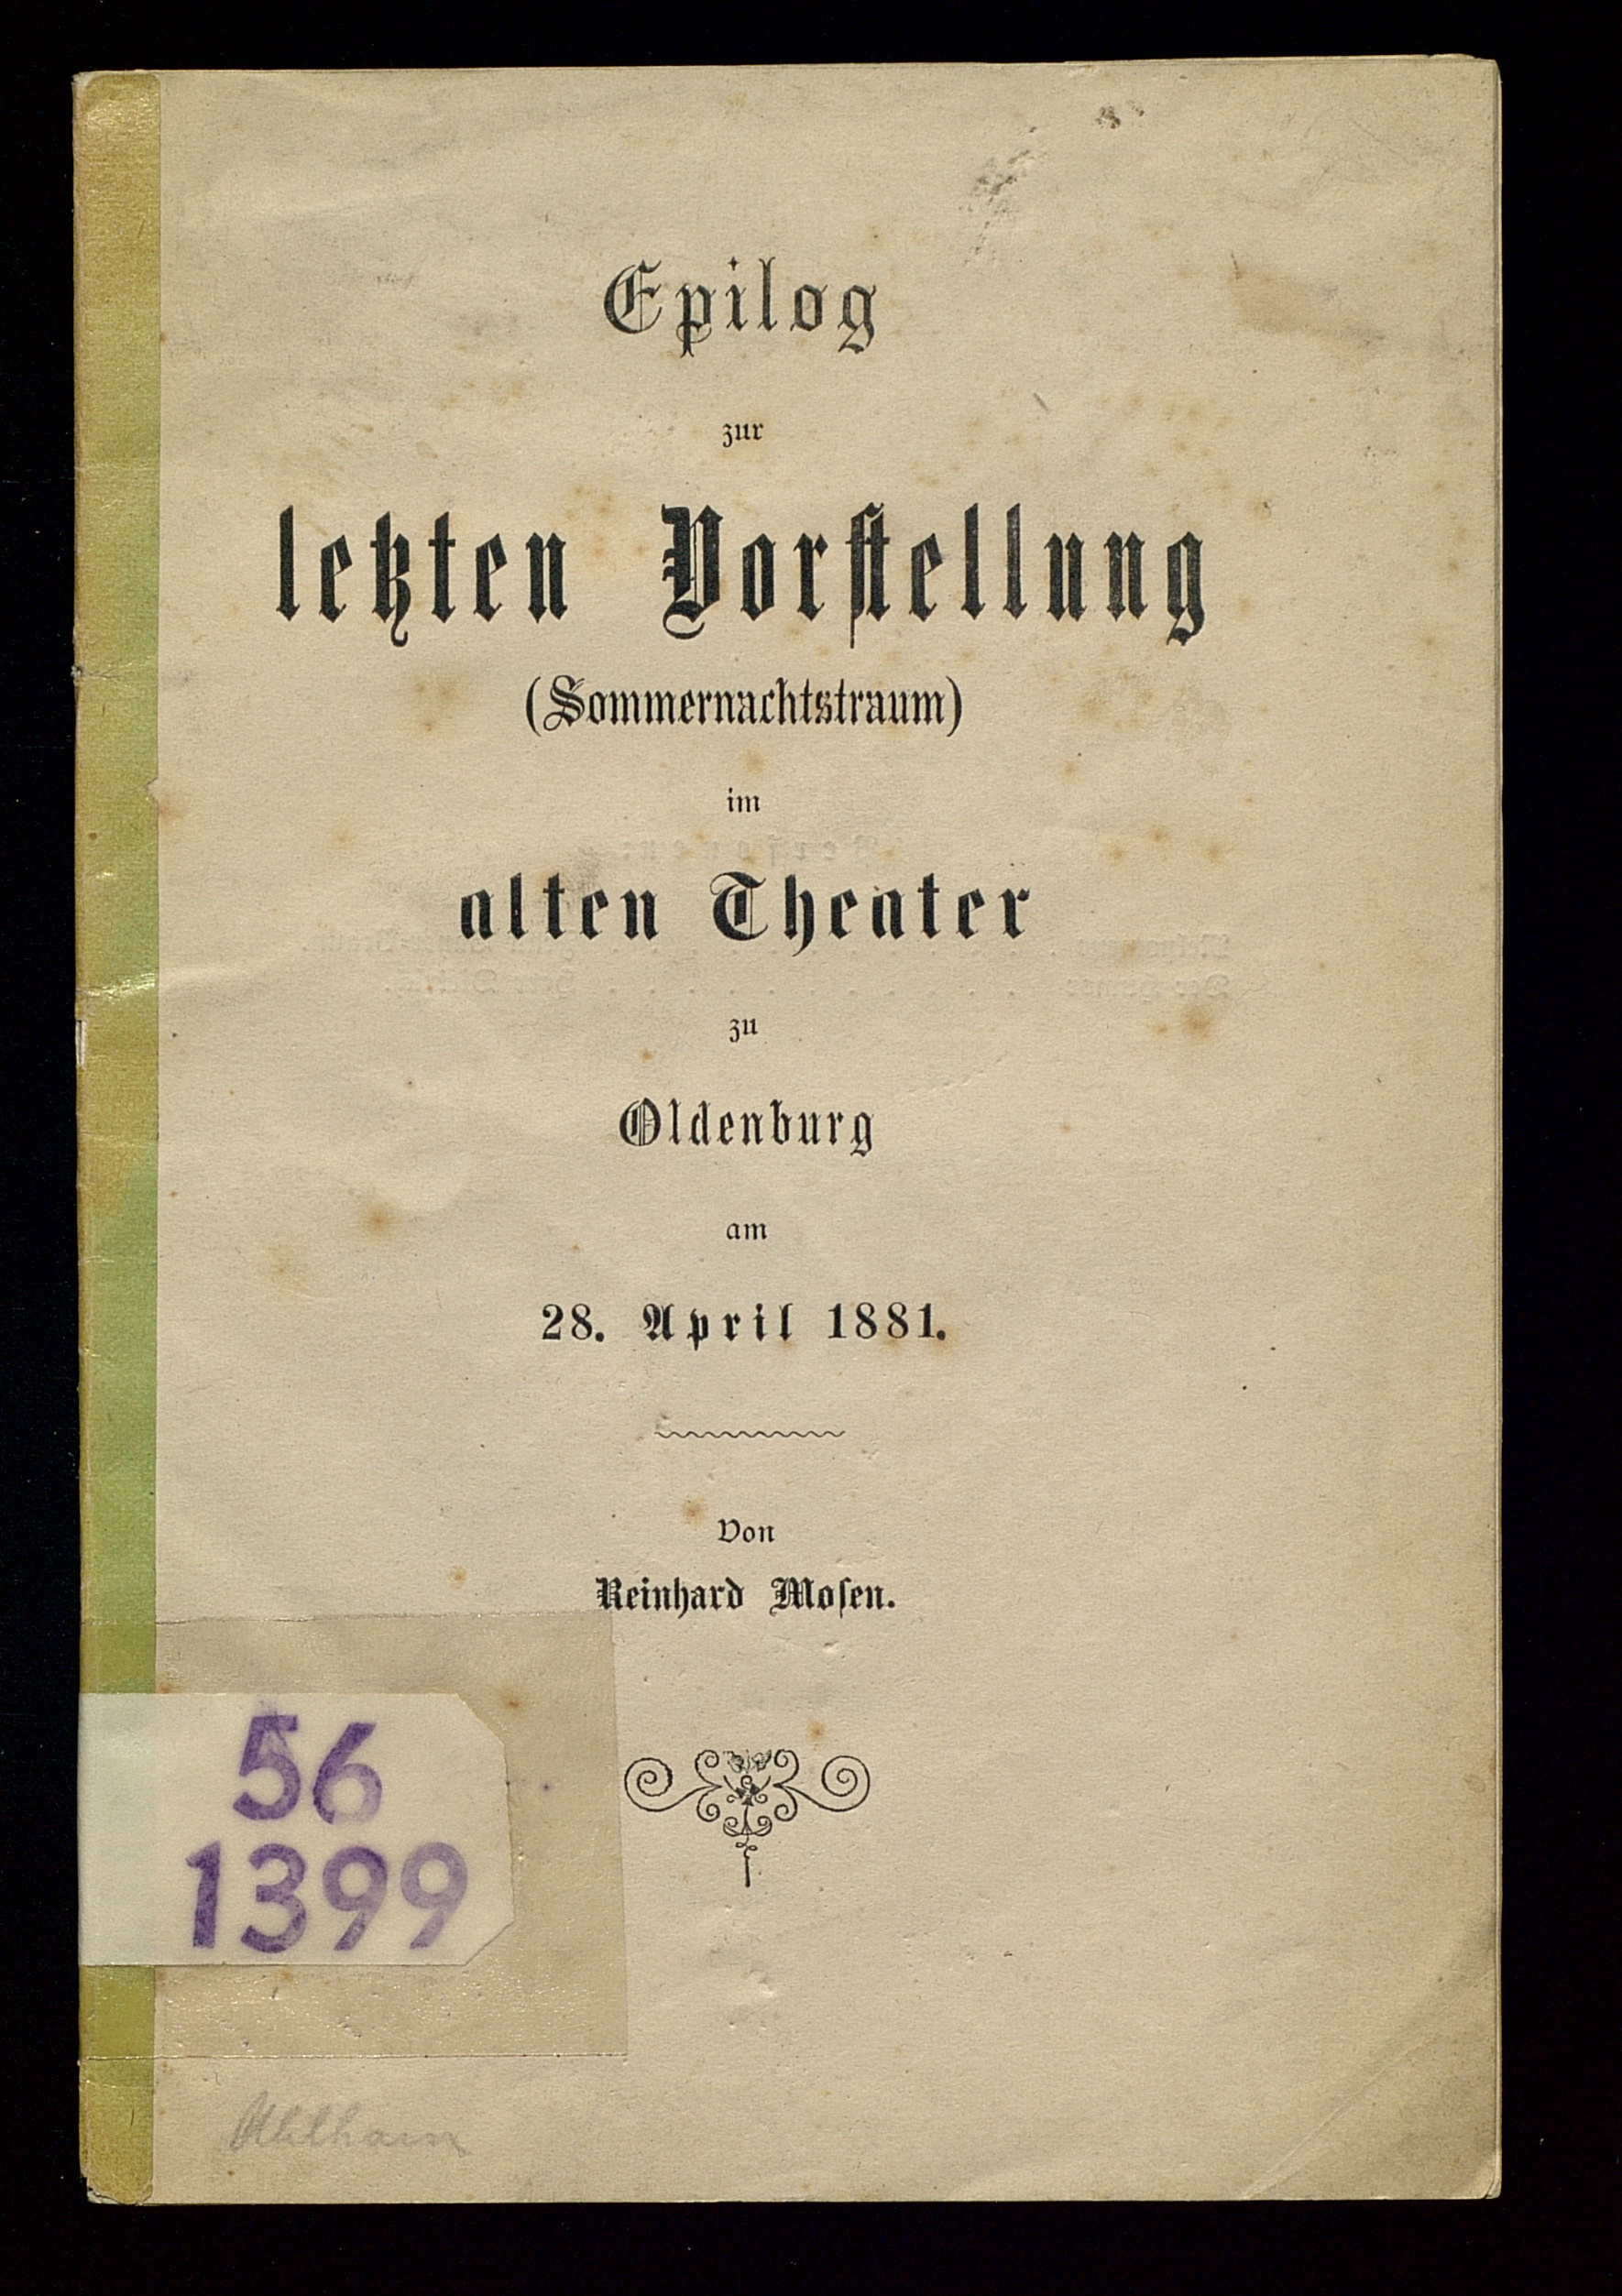 Epilog
zur
letzten Vorstellung
(Sommernachtstraum)
im
alten Theater
zu
Oldenburg
am
28. April 1881.
Von
Reinhard Mosen.
56
1399